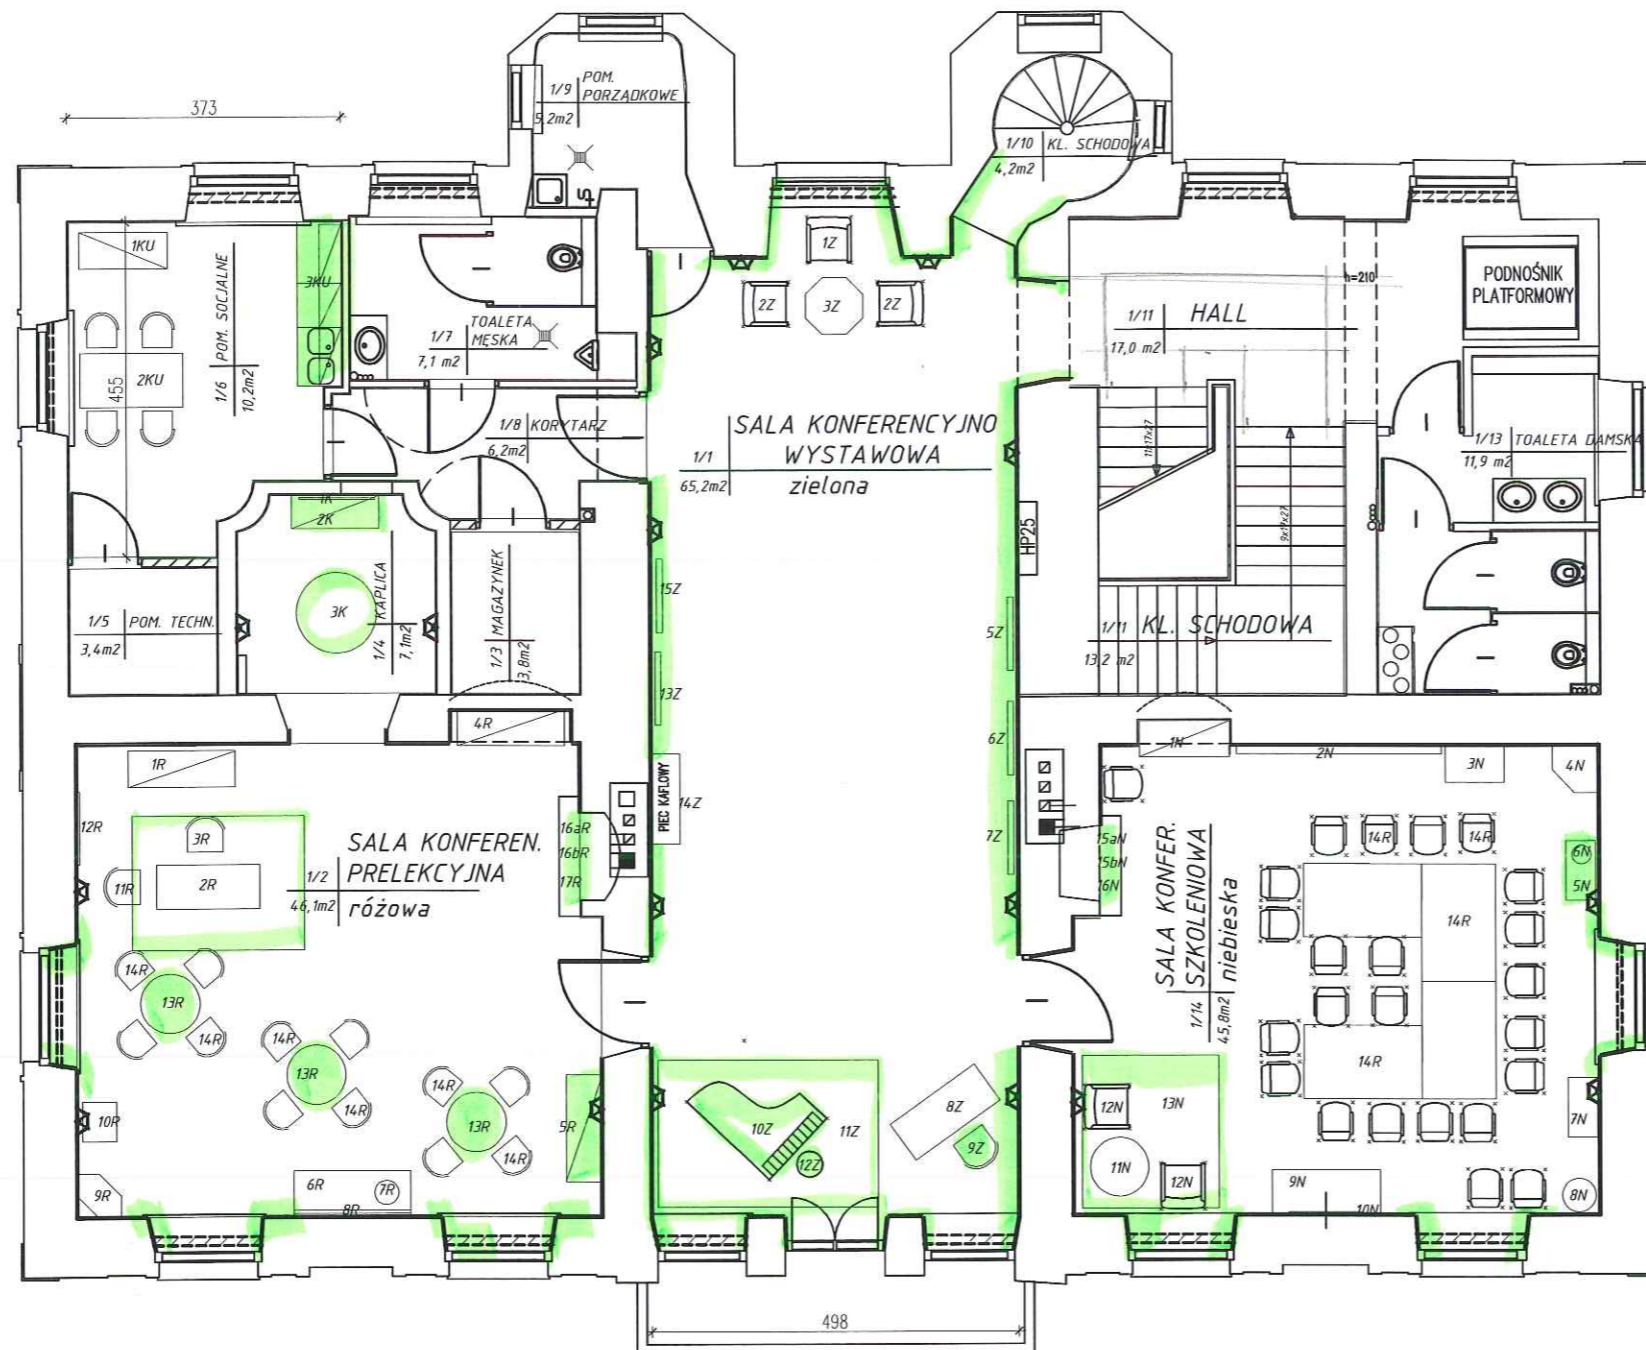 373
1/9 POM. PORZĄDKOWE
5,2m2
1/10 KL. SCHODOWA
4,2m2
1KU
3KU
2KU
455
1/6 POM. SOCJALNE
10,2m2
1/7 TOALETA MĘSKA
7,1 m2
1/8 KORYTARZ
6,2m2
1Z
2Z
3Z
2Z
1/1 SALA KONFERENCYJNO WYSTAWOWA
65,2m2 zielona
h=210
PODNOŚNIK
PLATFORMOWY
1/11 HALL
17,0 m2
11x17x27
9x17x27
1/13 TOALETA DAMSKA
11,9 m2
HP25
1/11 KL. SCHODOWA
13,2 m2
1K
2K
3K
1/4 KAPLICA
7,1m2
1/3 MAGAZYNEK
3,8m2
1/5 POM. TECHN.
3,4m2
15Z
13Z
5Z
6Z
7Z
PIEC KAFLOWY
14Z
4R
1R
12R
3R
11R
2R
1/2 SALA KONFEREN. PRELEKCYJNA
46,1m2 różowa
16aR
16bR
17R
14R
13R
14R
14R
13R
14R
14R
13R
14R
10R
9R
6R
7R
8R
5R
10Z
11Z
12Z
8Z
9Z
498
1N
2N
3N
4N
15aN
15bN
16N
1/14 SALA KONFER. SZKOLENIOWA
45,8m2 niebieska
14R
14R
6N
5N
14R
14R
12N
13N
11N
12N
7N
9N
10N
8N